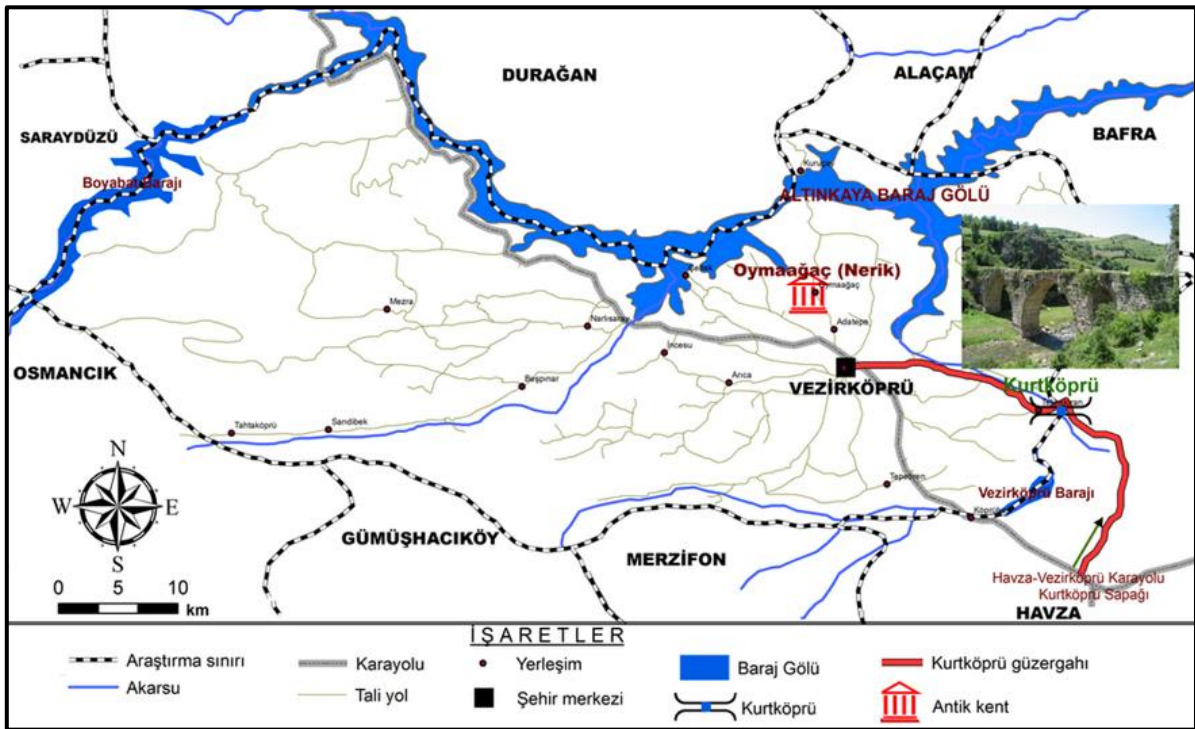 DURAĞAN
ALAÇAM
SARAYDÜZÜ
BAFRA
Boyabat Barajı
Kuruçay
ALTINKAYA BARAJ GÖLÜ
Oymaağaç (Nerik)
Oymaağaç
Mezra
Narlısaray
Adatepe
OSMANCIK
İncesu
VEZİRKÖPRÜ
Kurtköprü
Beşpınar
Arıca
Tahtaköprü
Sarıdibek
Tepeören
Vezirköprü Barajı
N
W
E
S
GÜMÜŞHACIKÖY
MERZİFON
0 5 10
km
Havza-Vezirköprü Karayolu
Kurtköprü Sapağı
HAVZA
İŞARETLER
Araştırma sınırı
Karayolu
Yerleşim
Baraj Gölü
Kurtköprü güzergahı
Akarsu
Tali yol
Şehir merkezi
Kurtköprü
Antik kent